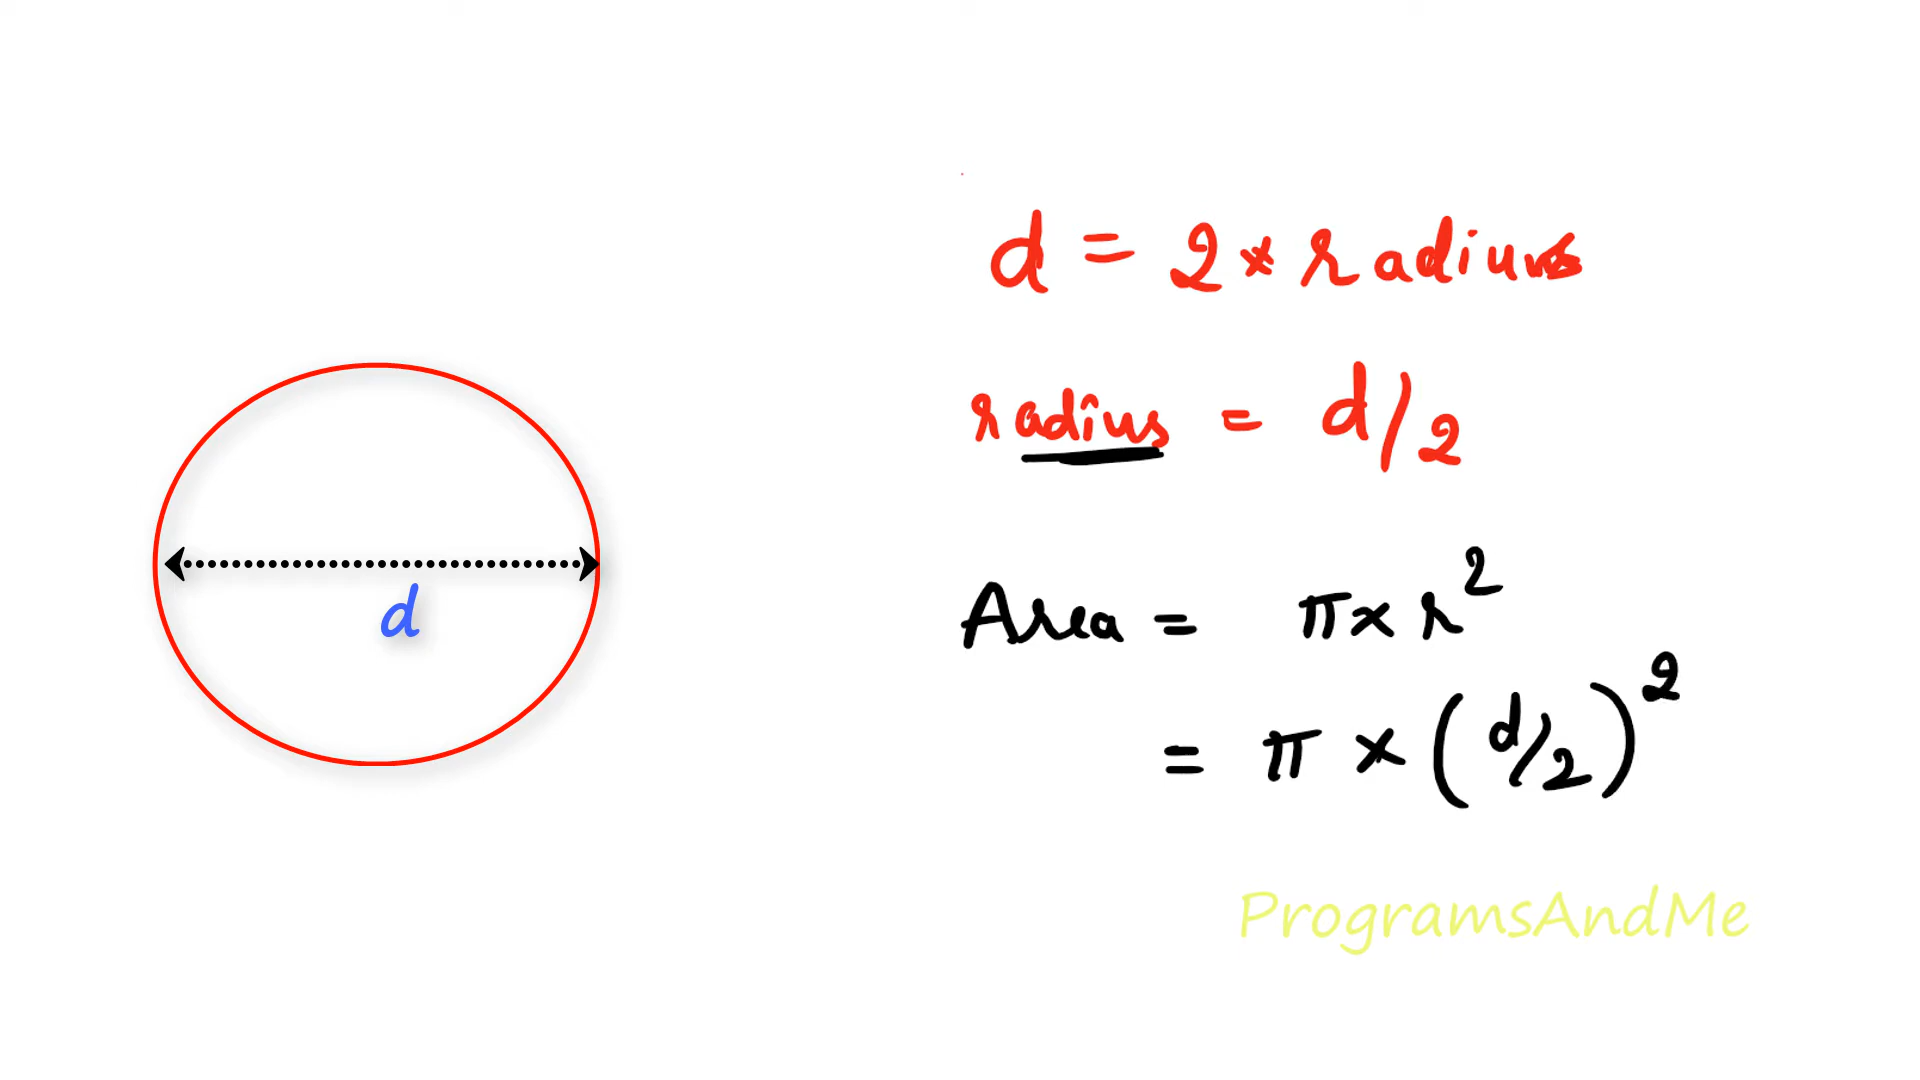 d = 2 * radius
radius = d/2
d
Area = π x r²
= π x (d/2)²
ProgramsAndMe